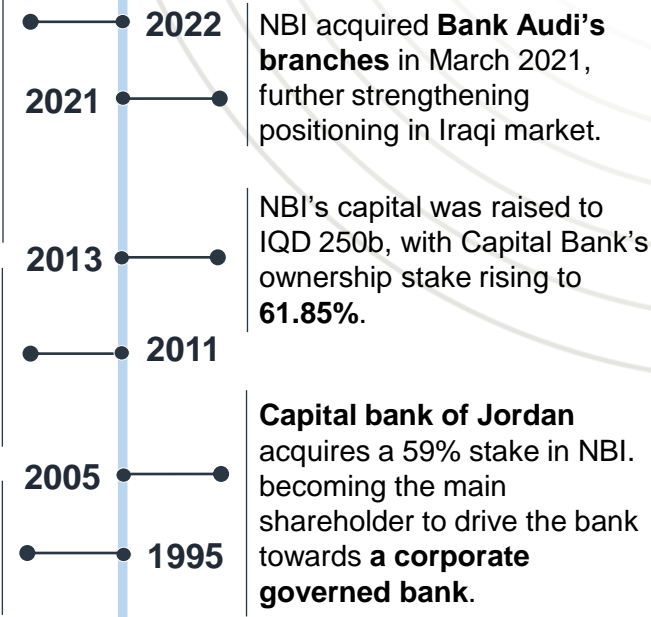 2022
NBI acquired Bank Audi's
branches in March 2021,
further strengthening
positioning in Iraqi market.
2021
NBI's capital was raised to
IQD 250b, with Capital Bank's
ownership stake rising to
61.85%.
2013
2011
Capital bank of Jordan
acquires a 59% stake in NBI.
becoming the main
shareholder to drive the bank
towards a corporate
governed bank.
2005
1995